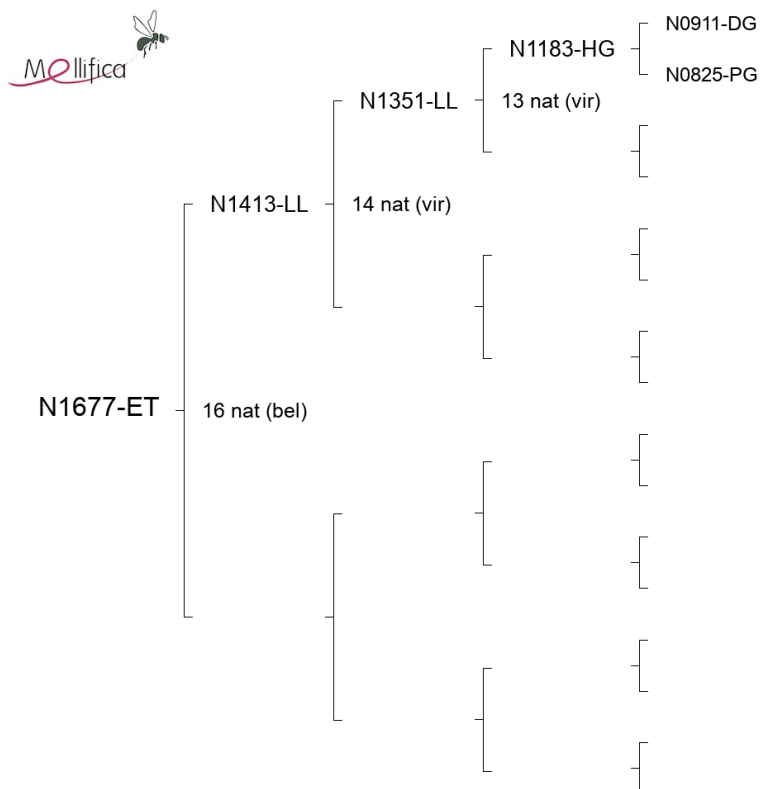 Mellifica
N0911-DG
N1183-HG
N0825-PG
N1351-LL
13 nat (vir)
N1413-LL
14 nat (vir)
N1677-ET
16 nat (bel)